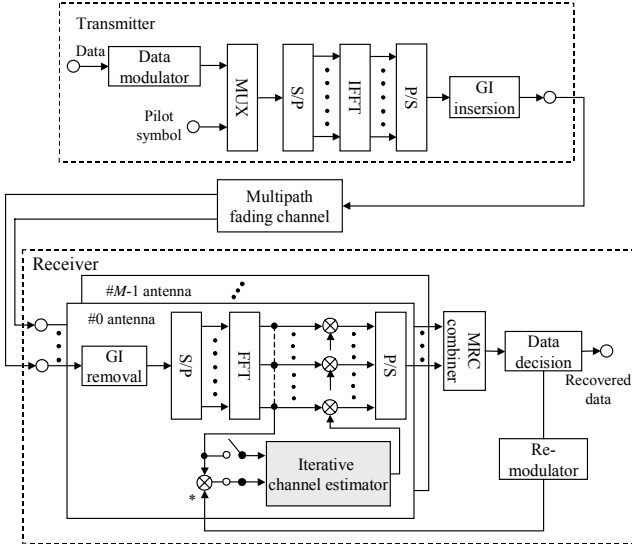 Transmitter
Data
Data
modulator
Pilot
symbol
MUX
S/P
IFFT
P/S
GI
insersion
Multipath
fading channel
Receiver
#M-1 antenna
#0 antenna
GI
removal
S/P
FFT
P/S
MRC
combiner
Data
decision
Recovered
data
Iterative
channel estimator
*
Re-
modulator